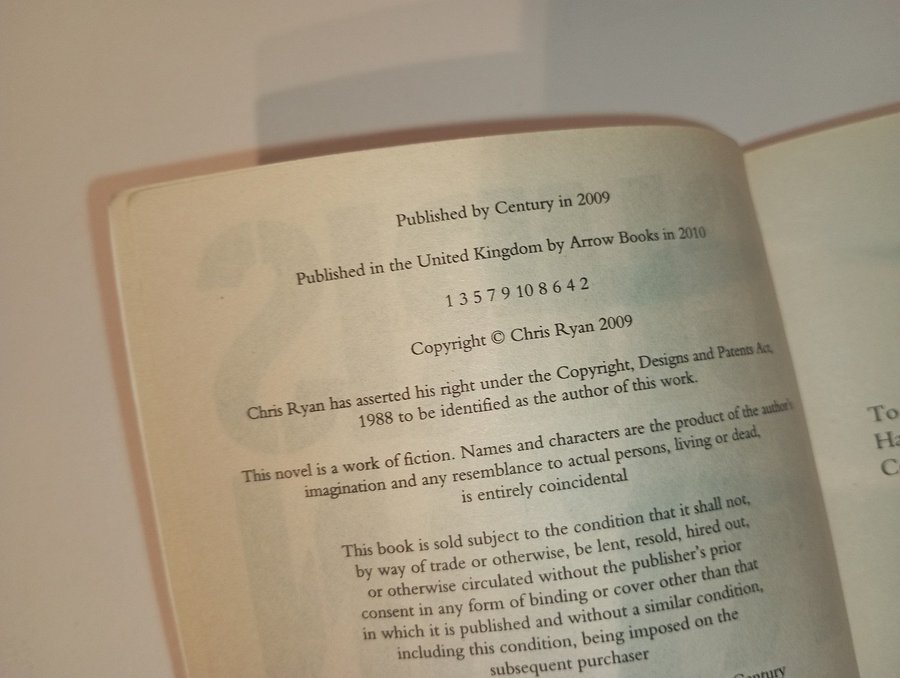 Published by Century in 2009
Published in the United Kingdom by Arrow Books in 2010
1 3 5 7 9 10 8 6 4 2
Copyright © Chris Ryan 2009
Chris Ryan has asserted his right under the Copyright, Designs and Patents Act,
1988 to be identified as the author of this work.
This novel is a work of fiction. Names and characters are the product of the author's
imagination and any resemblance to actual persons, living or dead,
is entirely coincidental
This book is sold subject to the condition that it shall not,
by way of trade or otherwise, be lent, resold, hired out,
or otherwise circulated without the publisher's prior
consent in any form of binding or cover other than that
in which it is published and without a similar condition,
including this condition, being imposed on the
subsequent purchaser
Century
To
Ha